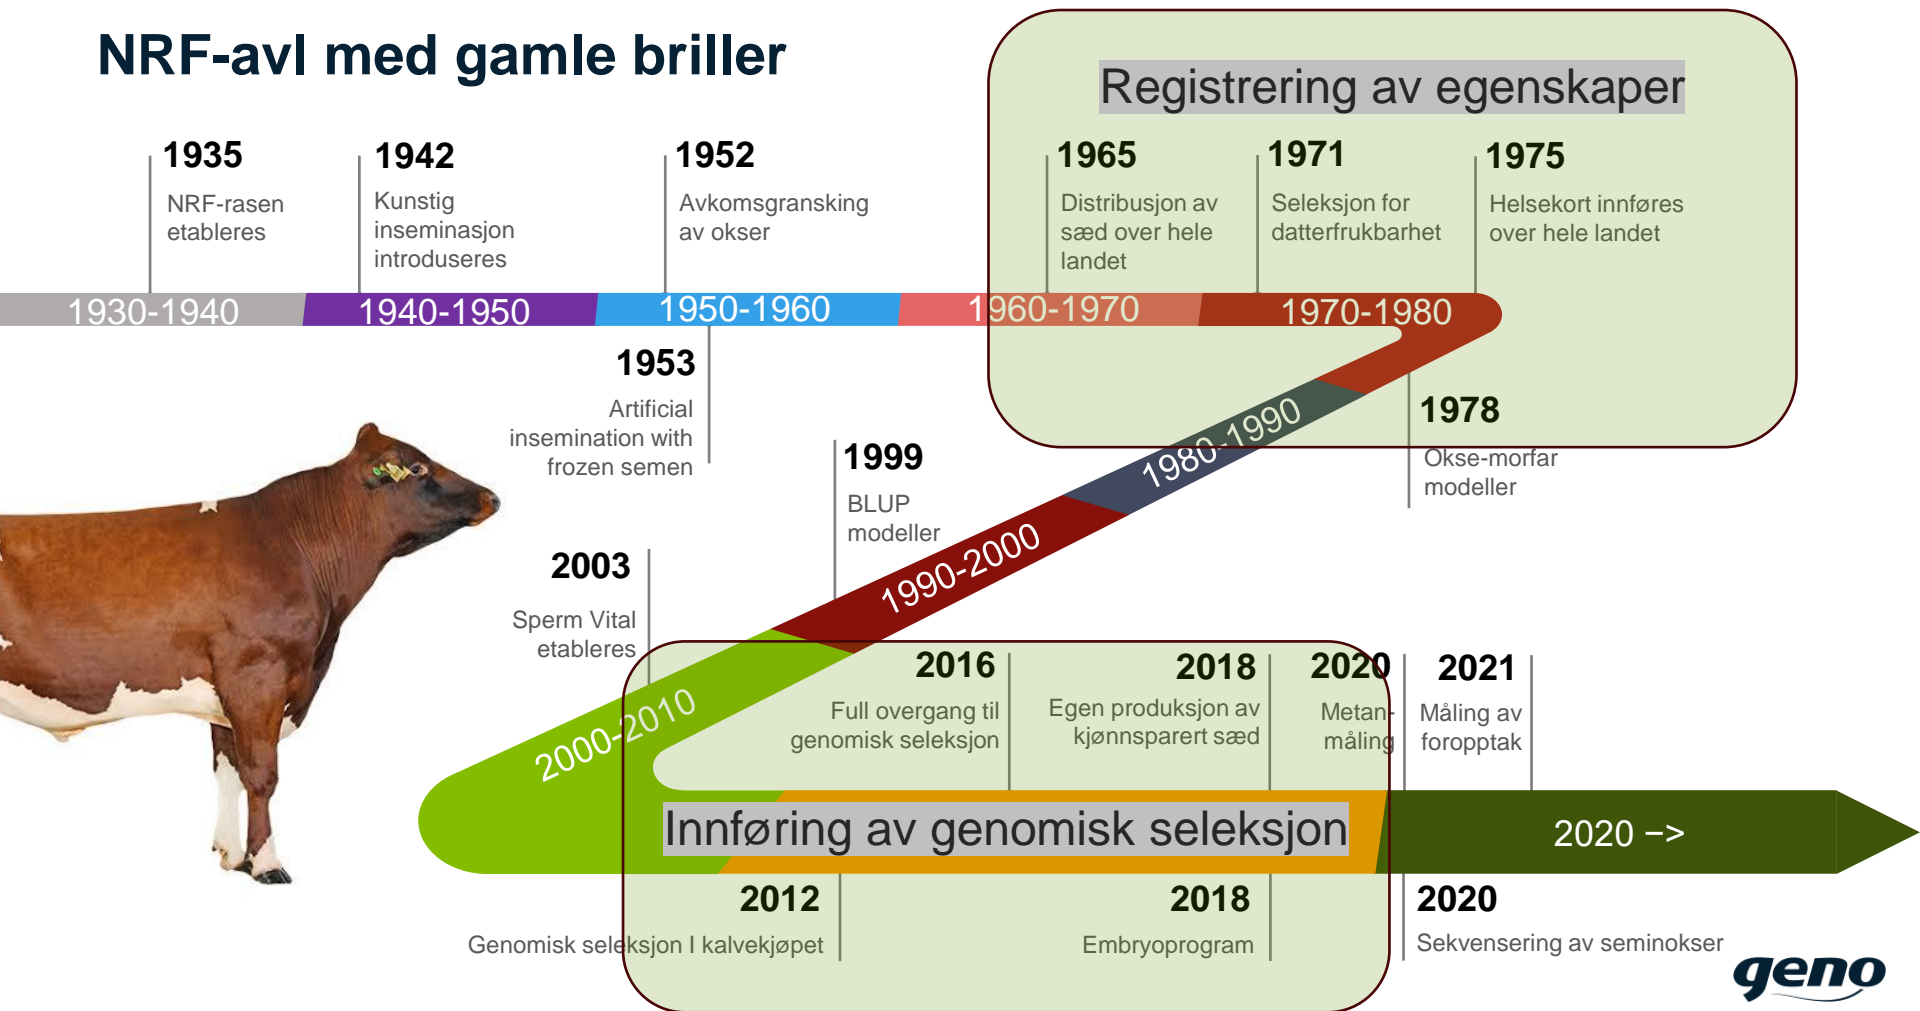 NRF-avl med gamle briller
Registrering av egenskaper
1935
NRF-rasen
etableres
1942
Kunstig
inseminasjon
introduseres
1952
Avkomsgransking
av okser
1965
Distribusjon av
sæd over hele
landet
1971
Seleksjon for
datterfrukbarhet
1975
Helsekort innføres
over hele landet
1930-1940
1940-1950
1950-1960
1960-1970
1970-1980
1953
Artificial
insemination with
frozen semen
1978
Okse-morfar
modeller
1980-1990
1999
BLUP
modeller
1990-2000
2003
Sperm Vital
etableres
2000-2010
2016
Full overgang til
genomisk seleksjon
2018
Egen produksjon av
kjønnsparert sæd
2020
Metan-
måling
2021
Måling av
foropptak
Innføring av genomisk seleksjon
2020 –>
2012
Genomisk seleksjon I kalvekjøpet
2018
Embryoprogram
2020
Sekvensering av seminokser
geno